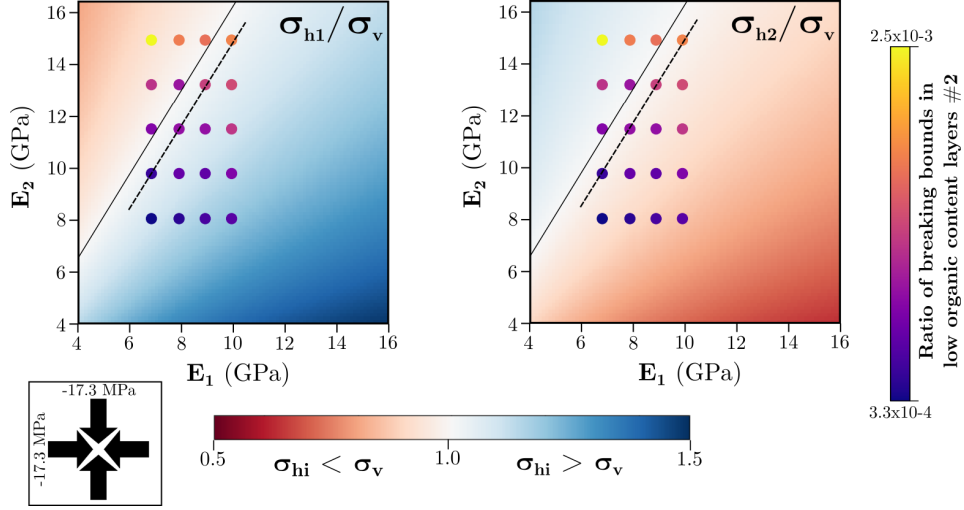 σh1/σv
16
14
12
10
8
6
4
E2 (GPa)
4 6 8 10 12 14 16
E1 (GPa)
σh2/σv
16
14
12
10
8
6
4
E2 (GPa)
4 6 8 10 12 14 16
E1 (GPa)
2.5x10-3
3.3x10-4
Ratio of breaking bounds in
low organic content layers #2
-17.3 MPa
-17.3 MPa
0.5 1.0 1.5
σhi < σv
σhi > σv